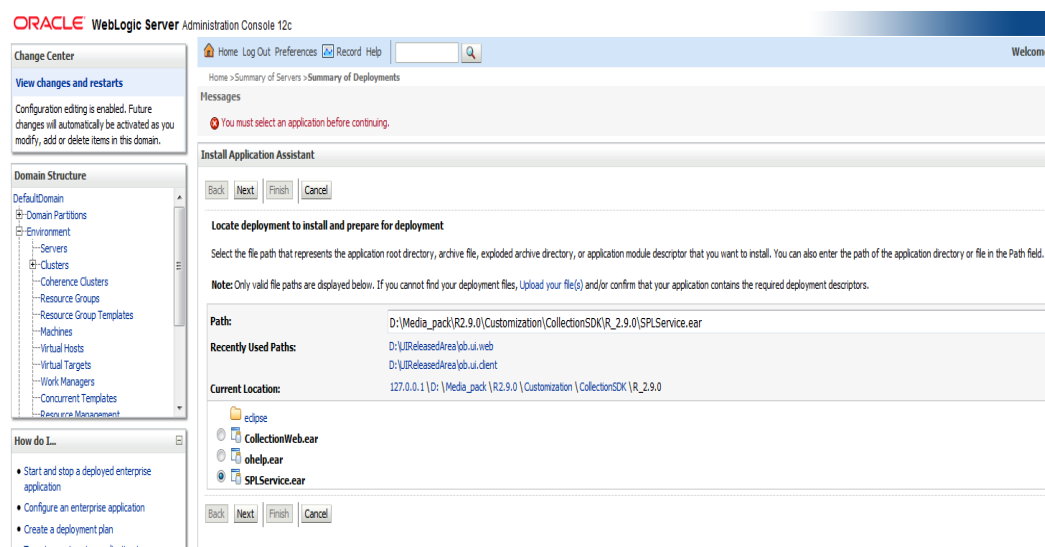 ORACLE WebLogic Server Administration Console 12c
Change Center
View changes and restarts
Configuration editing is enabled. Future
changes will automatically be activated as you
modify, add or delete items in this domain.
Domain Structure
DefaultDomain
Domain Partitions
Environment
Servers
Clusters
Coherence Clusters
Resource Groups
Resource Group Templates
Machines
Virtual Hosts
Virtual Targets
Work Managers
Concurrent Templates
Resource Management
How do I...
Start and stop a deployed enterprise
application
Configure an enterprise application
Create a deployment plan
Home Log Out Preferences Record Help
Welcome
Home >Summary of Servers >Summary of Deployments
Messages
You must select an application before continuing.
Install Application Assistant
Back Next Finish Cancel
Locate deployment to install and prepare for deployment
Select the file path that represents the application root directory, archive file, exploded archive directory, or application module descriptor that you want to install. You can also enter the path of the application directory or file in the Path field.
Note: Only valid file paths are displayed below. If you cannot find your deployment files, Upload your file(s) and/or confirm that your application contains the required deployment descriptors.
Path: D:\Media_pack\R2.9.0\Customization\CollectionSDK\R_2.9.0\SPLService.ear
Recently Used Paths: D:\UIReleasedArea\ob.ui.web
D:\UIReleasedArea\ob.ui.client
Current Location: 127.0.0.1 \ D: \ Media_pack \ R2.9.0 \ Customization \ CollectionSDK \ R_2.9.0
eclipse
CollectionWeb.ear
ohelp.ear
SPLService.ear
Back Next Finish Cancel